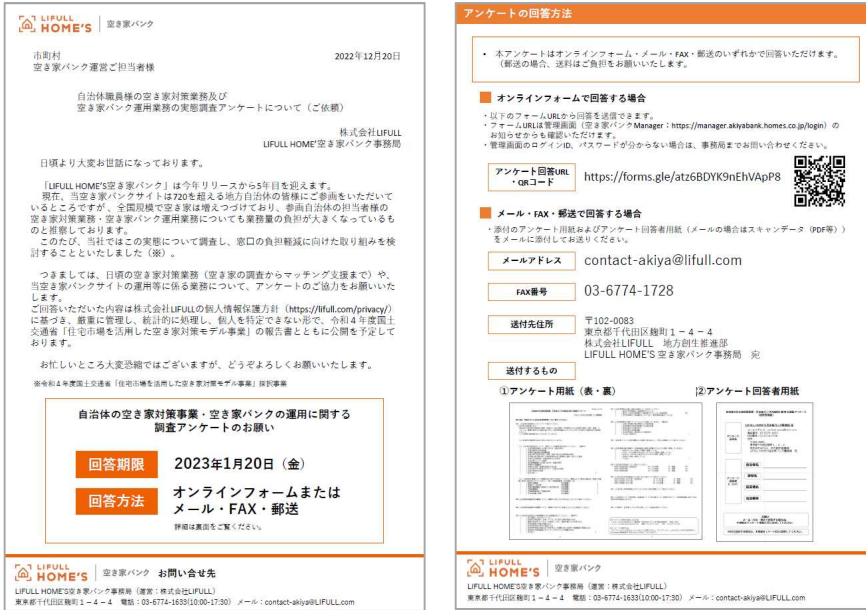 LIFULL HOME'S 空き家バンク
市町村
空き家バンク運営ご担当者様
2022年12月20日
自治体職員様の空き家対策業務及び
空き家バンク運用業務の実態調査アンケートについて（ご依頼）
株式会社LIFULL
LIFULL HOME'空き家バンク事務局
日頃より大変お世話になっております。
「LIFULL HOME'S空き家バンク」は今年リリースから5年目を迎えます。
現在、当空き家バンクサイトは720を超える地方自治体の皆様にご参画をいただいて
いるところですが、全国規模で空き家は増えつづけており、参画自治体の担当者様の
空き家対策業務・空き家バンク運用業務についても業務量の負担が大きくなっているも
のと推察しております。
このたび、当社ではこの実態について調査し、窓口の負担軽減に向けた取り組みを検
討することといたしました（※）。
つきましては、日頃の空き家対策業務（空き家の調査からマッチング支援まで）や、
当空き家バンクサイトの運用等に係る業務について、アンケートのご協力をお願いいた
します。
ご回答いただいた内容は株式会社LIFULLの個人情報保護方針（https://lifull.com/privacy/）
に基づき、厳重に管理し、統計的に処理し、個人を特定できない形で、令和４年度国土
交通省「住宅市場を活用した空き家対策モデル事業」の報告書とともに公開を予定して
おります。
お忙しいところ大変恐縮ではございますが、どうぞよろしくお願いいたします。
※令和４年度国土交通省「住宅市場を活用した空き家対策モデル事業」採択事業
自治体の空き家対策事業・空き家バンクの運用に関する
調査アンケートのお願い
回答期限 2023年1月20日（金）
回答方法 オンラインフォームまたは
メール・FAX・郵送
詳細は裏面をご覧ください。
LIFULL HOME'S 空き家バンク お問い合せ先
LIFULL HOME'S空き家バンク事務局（運営：株式会社LIFULL）
東京都千代田区麹町１－４－４ 電話：03-6774-1633(10:00-17:30) メール：contact-akiya@LIFULL.com
アンケートの回答方法
・ 本アンケートはオンラインフォーム・メール・FAX・郵送のいずれかで回答いただけます。
（郵送の場合、送料はご負担をお願いいたします。
オンラインフォームで回答する場合
・以下のフォームURLから回答を送信できます。
・フォームURLは管理画面（空き家バンクManager：https://manager.akiyabank.homes.co.jp/login）の
お知らせからも確認いただけます。
・管理画面のログインID、パスワードが分からない場合は、事務局までお問い合わせください。
アンケート回答URL
・QRコード
https://forms.gle/atz6BDYK9nEhVApP8
メール・FAX・郵送で回答する場合
・添付のアンケート用紙およびアンケート回答者用紙（メールの場合はスキャンデータ（PDF等））
をメールに添付してお送りください。
メールアドレス contact-akiya@lifull.com
FAX番号 03-6774-1728
送付先住所 〒102-0083
東京都千代田区麹町１－４－４
株式会社LIFULL 地方創生推進部
LIFULL HOME'S 空き家バンク事務局 宛
送付するもの
①アンケート用紙（表・裏）
②アンケート回答者用紙
LIFULL HOME'S 空き家バンク
LIFULL HOME'S空き家バンク事務局（運営：株式会社LIFULL）
東京都千代田区麹町１－４－４ 電話：03-6774-1633(10:00-17:30) メール：contact-akiya@LIFULL.com